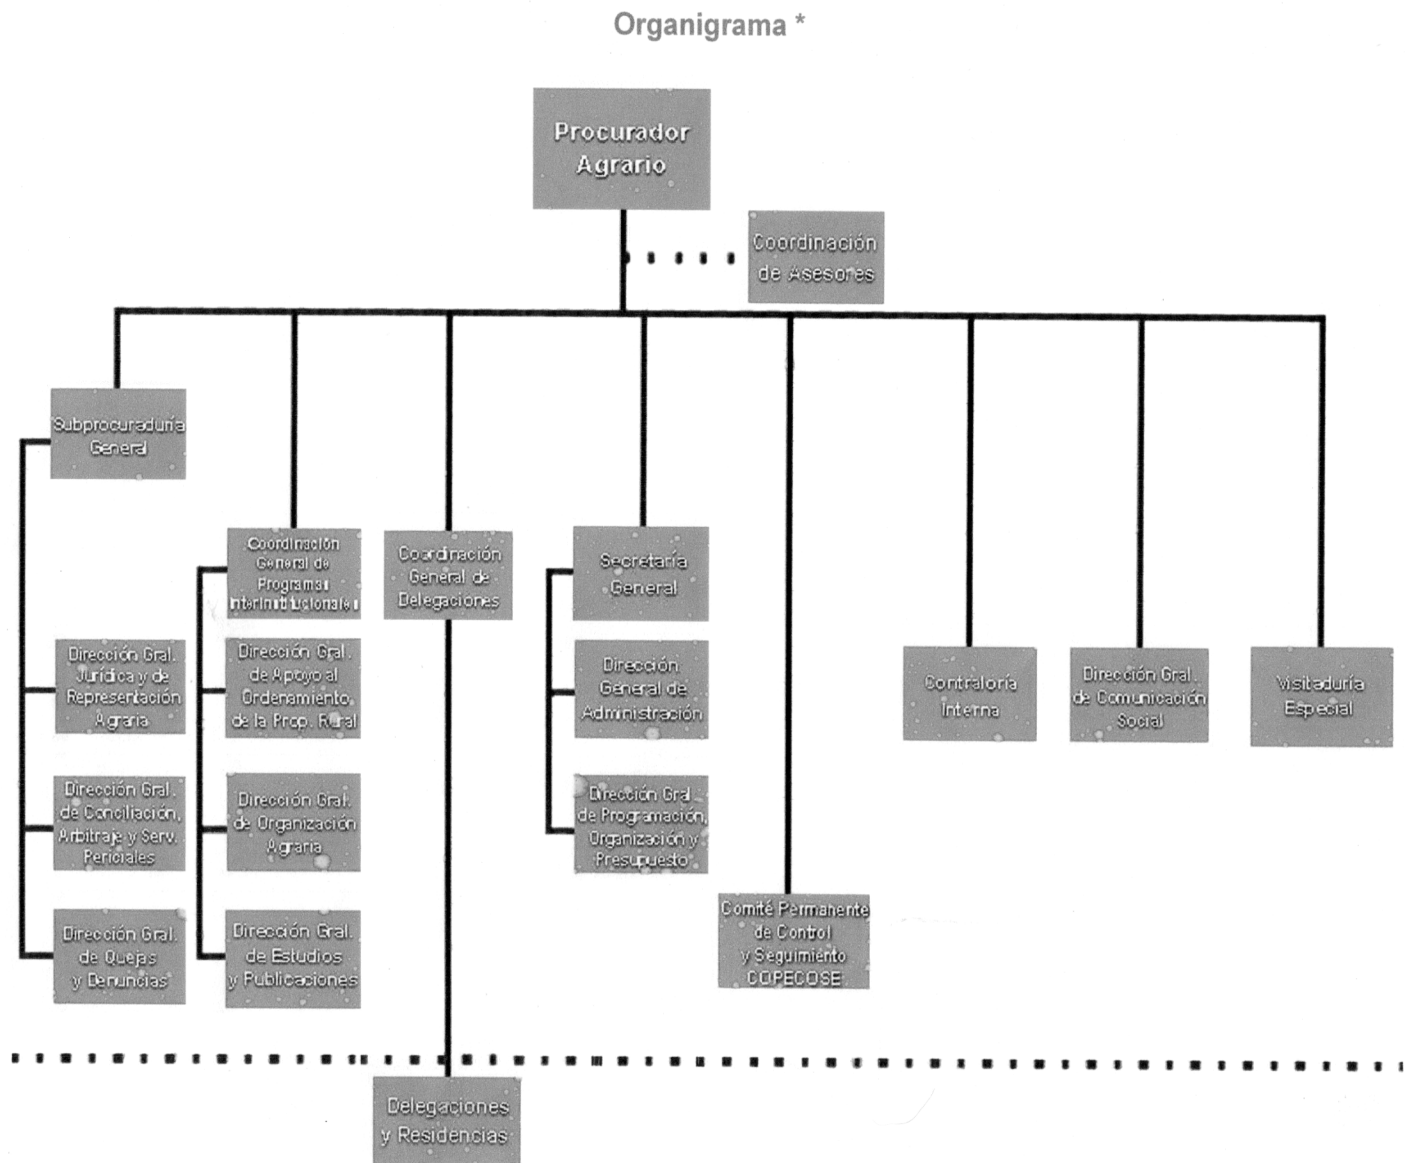 Organigrama *
Procurador
Agrario
Coordinación
de Asesores
Subprocuraduría
General
Coordinación
General de
Programas
Interinstitucionales
Coordinación
General de
Delegaciones
Secretaría
General
Dirección Gral.
Jurídica y de
Representación
Agraria
Dirección Gral.
de Apoyo al
Ordenamiento
de la Prop. Rural
Dirección
General de
Administración
Contraloría
Interna
Dirección Gral.
de Comunicación
Social
Visitaduría
Especial
Dirección Gral.
de Conciliación,
Arbitraje y Serv.
Periciales
Dirección Gral.
de Organización
Agraria
Dirección Gral.
de Programación,
Organización y
Presupuesto
Comité Permanente
de Control
y Seguimiento
COPECOSE
Dirección Gral.
de Quejas
y Denuncias
Dirección Gral.
de Estudios
y Publicaciones
Delegaciones
y Residencias